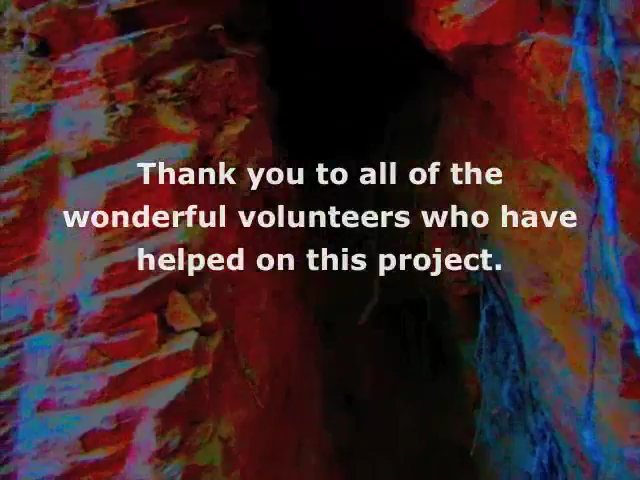 Thank you to all of the
wonderful volunteers who have
helped on this project.